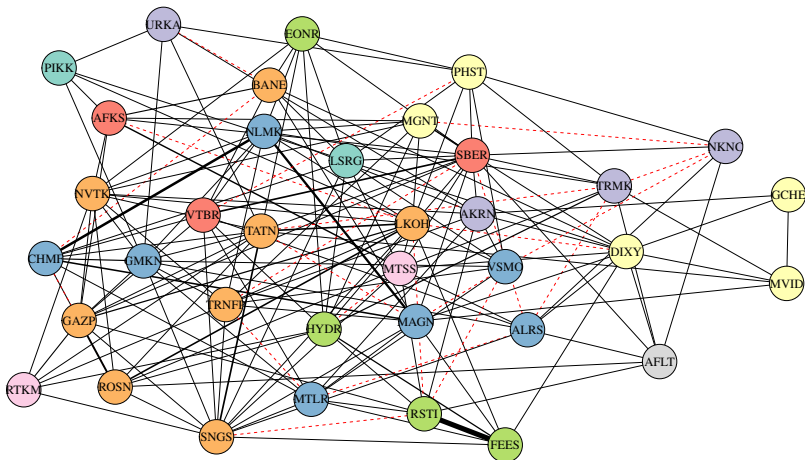 URKA
EONR
PIKK
PHST
BANE
AFKS
MGNT
NLMK
NKNC
LSRG
SBER
TRMK
NVTK
GCHE
VTBR
AKRN
TATN
LKOH
DIXY
CHMF
GMKN
MTSS
VSMO
MVID
TRNFP
GAZP
HYDR
MAGN
ALRS
AFLT
RTKM
ROSN
MTLR
RSTI
SNGS
FEES